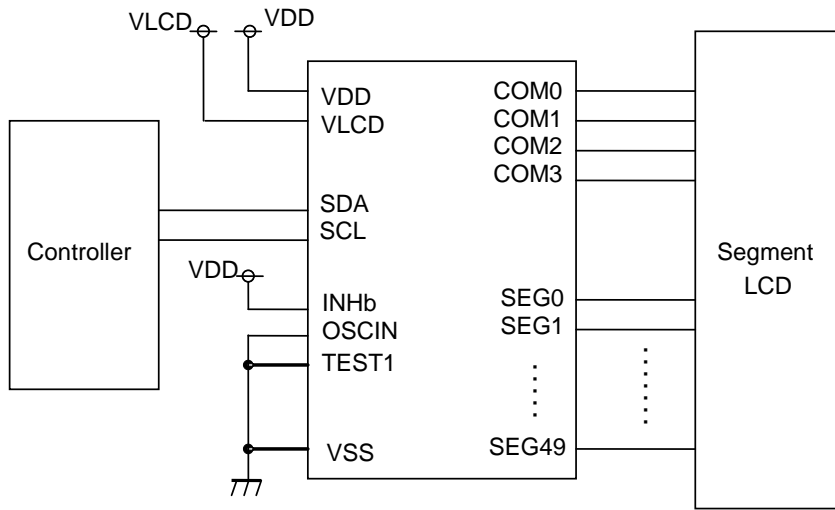 VLCD
VDD
VDD
VLCD
SDA
SCL
INHb
OSCIN
TEST1
VSS
COM0
COM1
COM2
COM3
SEG0
SEG1
SEG49
Controller
VDD
Segment
LCD